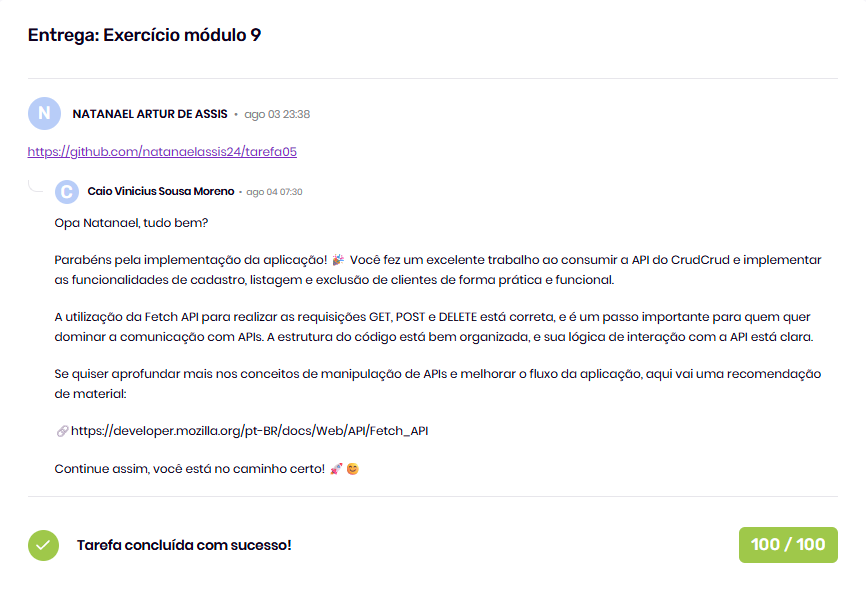 Entrega: Exercício módulo 9
N
NATANAEL ARTUR DE ASSIS • ago 03 23:38
https://github.com/natanaelassis24/tarefa05
C
Caio Vinicius Sousa Moreno • ago 04 07:30
Opa Natanael, tudo bem?
Parabéns pela implementação da aplicação! 🎉 Você fez um excelente trabalho ao consumir a API do CrudCrud e implementar
as funcionalidades de cadastro, listagem e exclusão de clientes de forma prática e funcional.
A utilização da Fetch API para realizar as requisições GET, POST e DELETE está correta, e é um passo importante para quem quer
dominar a comunicação com APIs. A estrutura do código está bem organizada, e sua lógica de interação com a API está clara.
Se quiser aprofundar mais nos conceitos de manipulação de APIs e melhorar o fluxo da aplicação, aqui vai uma recomendação
de material:
🔗 https://developer.mozilla.org/pt-BR/docs/Web/API/Fetch_API
Continue assim, você está no caminho certo! 🚀 😊
Tarefa concluída com sucesso!
100 / 100